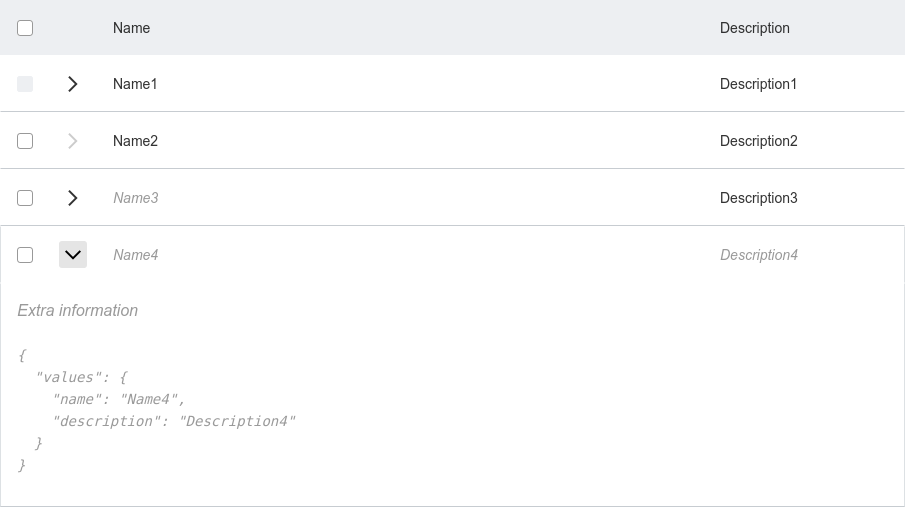 Name Description
Name1 Description1
Name2 Description2
Name3 Description3
Name4 Description4
Extra information
{
  "values": {
    "name": "Name4",
    "description": "Description4"
  }
}